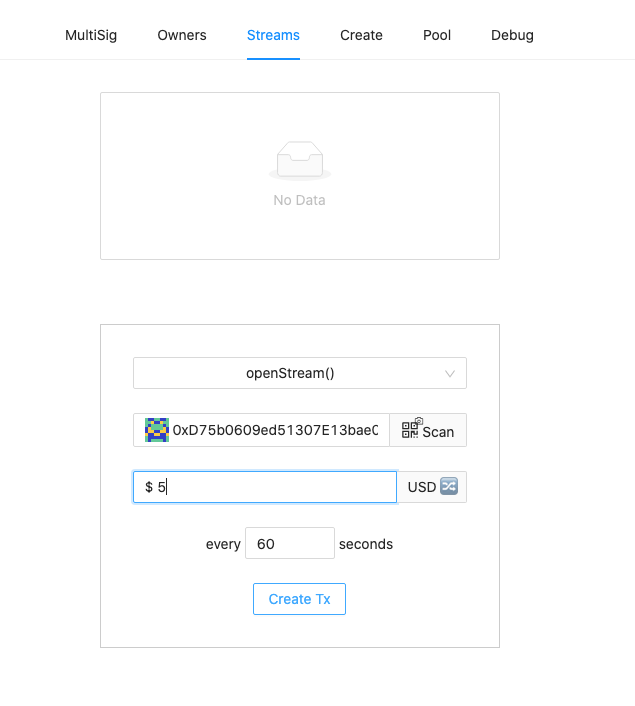 MultiSig Owners Streams Create Pool Debug
No Data
openStream()
0xD75b0609ed51307E13bae0 Scan
$ 5 USD
every 60 seconds
Create Tx